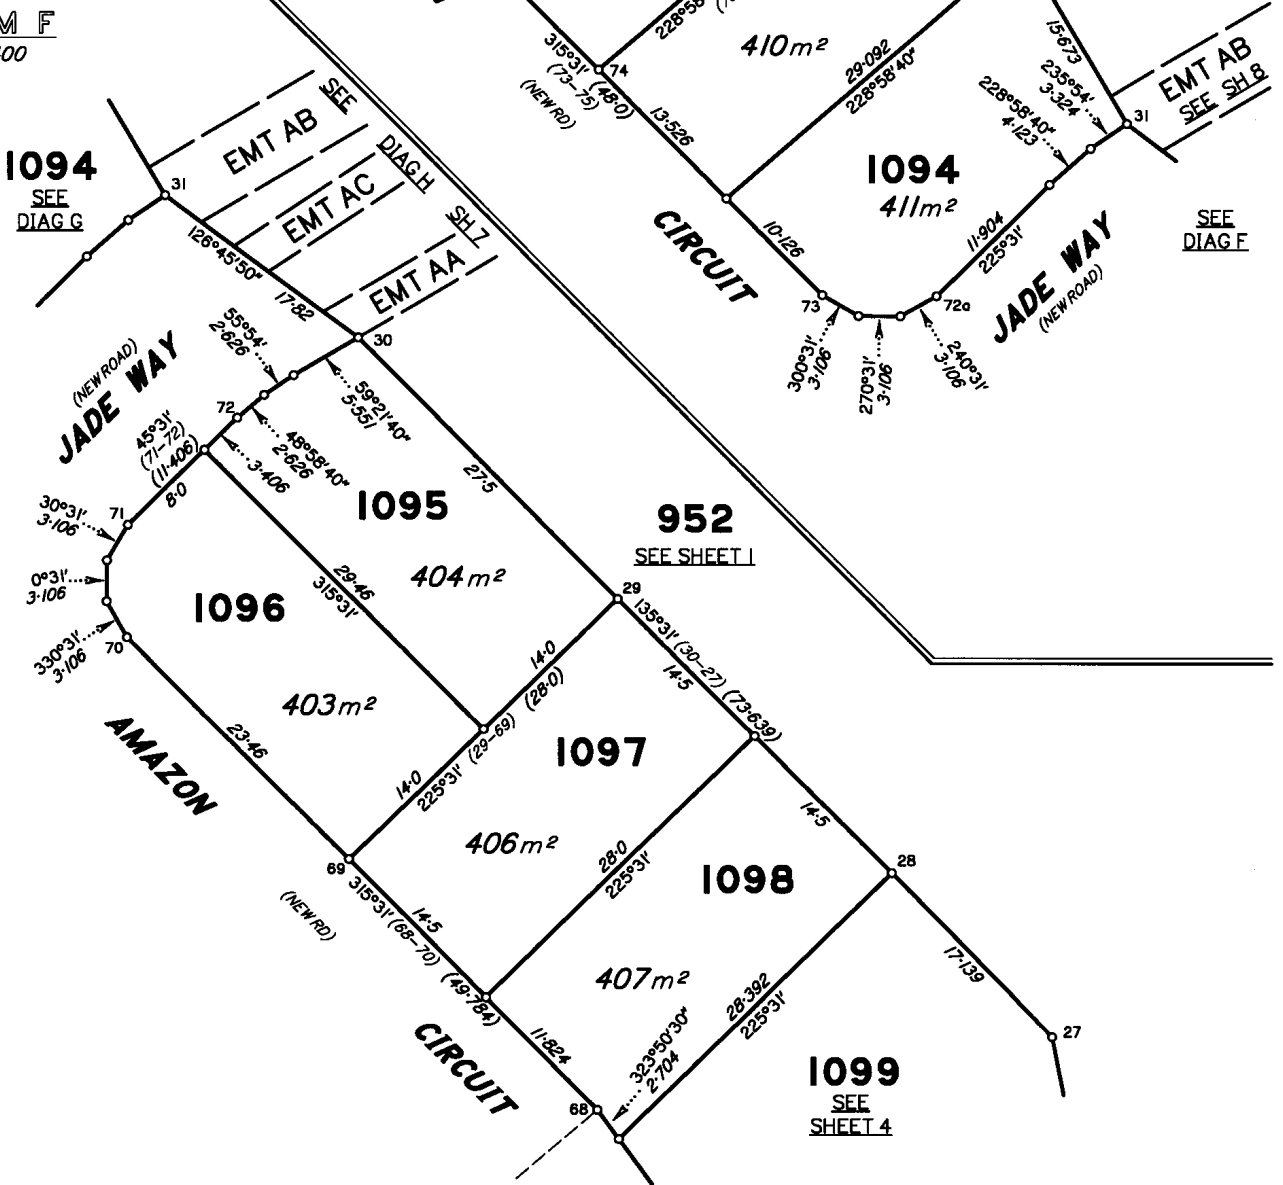 M F
00
1094
SEE
DIAG G
31
EMT AB
SEE
EMT AC
DIAG H
EMT AA
SH 7
126°45'50"
17·82
30
315°31'
(73–75) (48·0)
(NEW RD)
74
228°58'
410m²
13·526
29·092
228°58'40"
15·673
235°54'
3·324
228°58'40"
4·123
31
EMT AB
SEE SH 8
1094
411m²
CIRCUIT
10·126
11·904
225°31'
JADE WAY
(NEW ROAD)
SEE
DIAG F
73
72a
300°31'
3·106
270°31'
3·106
240°31'
3·106
(NEW ROAD)
JADE WAY
55°54'
2·626
59°21'40"
5·551
72
48°58'40"
2·626
45°31'
(71–72)
(11·406)
3·406
8·0
71
30°31'
3·106
0°31'
3·106
330°31'
3·106
70
1095
404m²
27·5
29·46
315°31'
1096
403m²
952
SEE SHEET 1
29
135°31' (30–27) (73·639)
14·5
14·0
(28·0)
14·0
225°31' (29–69)
AMAZON
23·46
1097
406m²
69
315°31' (68–70) (49·784)
14·5
(NEW RD)
28·0
225°31'
14·5
28
1098
407m²
CIRCUIT
11·824
28·392
225°31'
323°50'30"
2·704
68
17·139
27
1099
SEE
SHEET 4